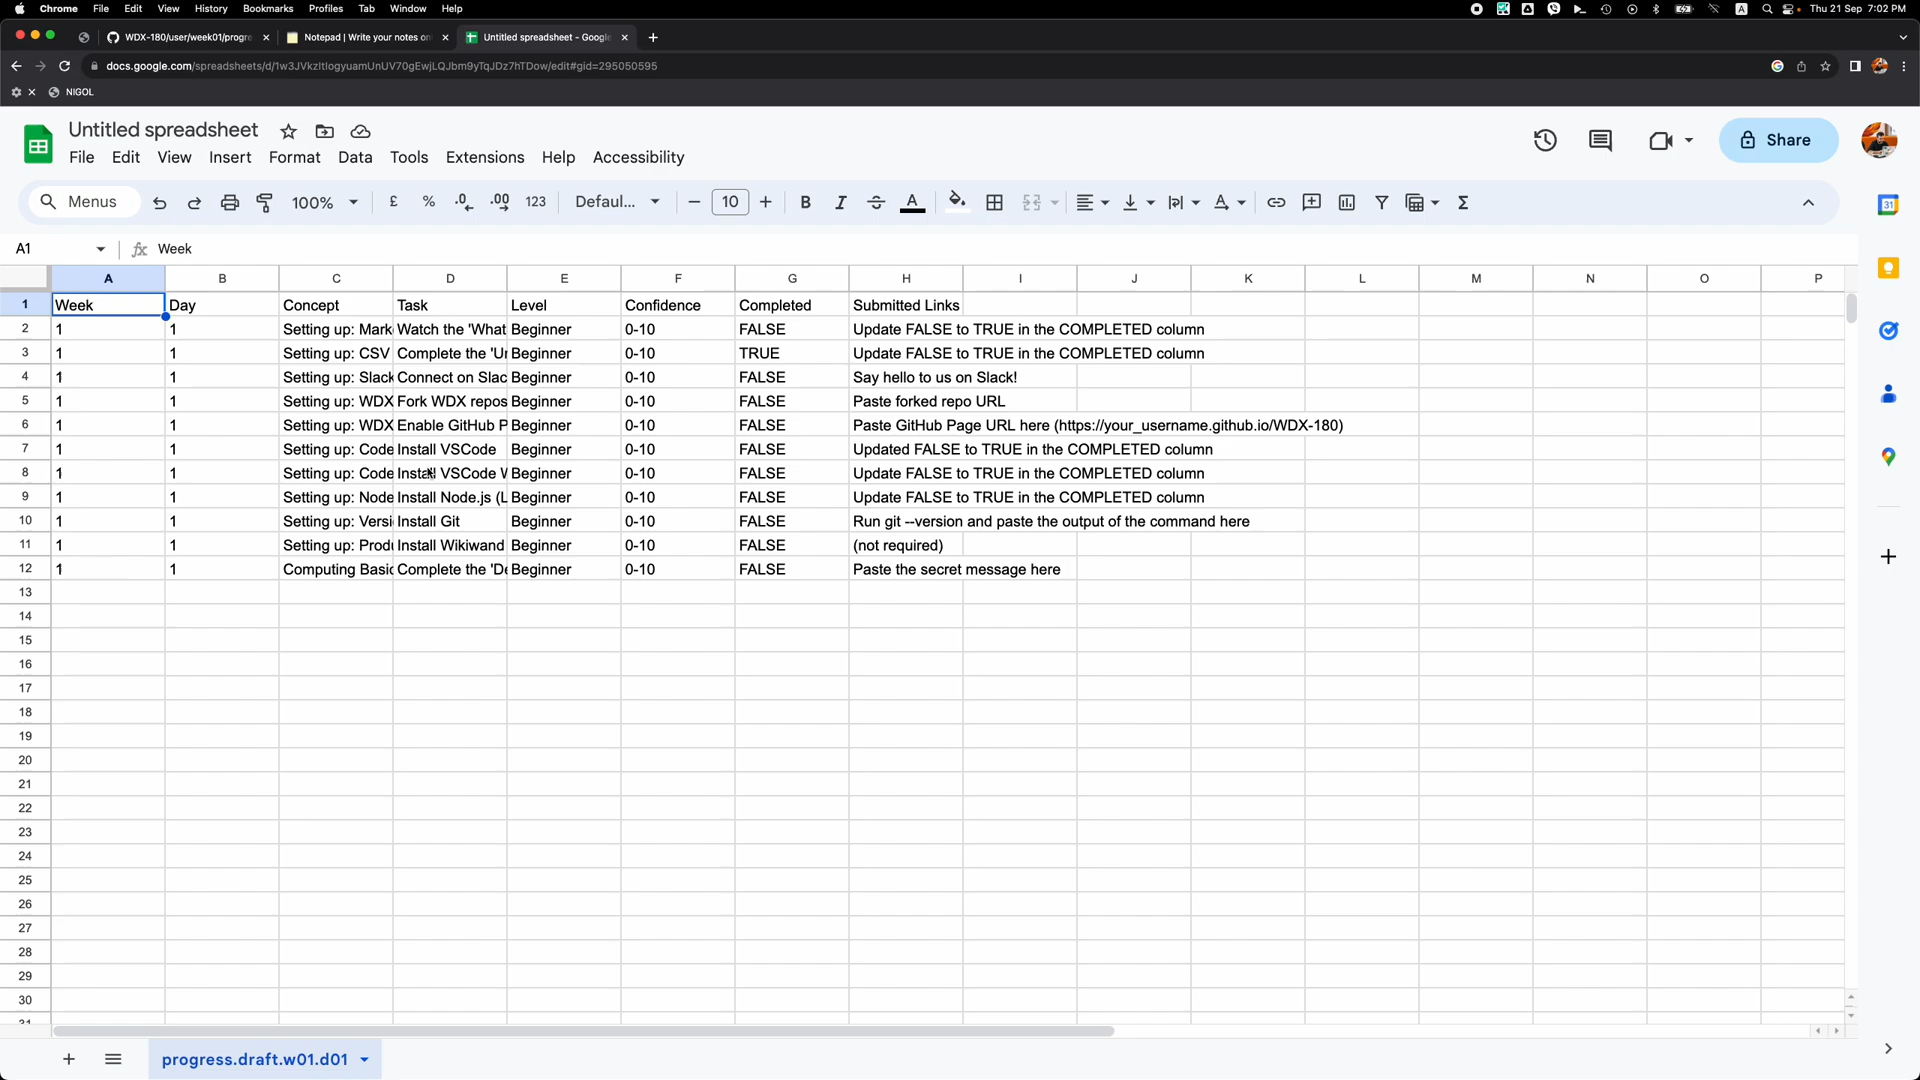 Chrome File Edit View History Bookmarks Profiles Tab Window Help Thu 21 Sep 7:02 PM
WDX-180/user/week01/progre Notepad | Write your notes on Untitled spreadsheet - Google
docs.google.com/spreadsheets/d/1w3JVkzltIogyuamUnUV70gEwjLQJbm9yTqJDz7hTDow/edit#gid=295050595
NIGOL
Untitled spreadsheet
File Edit View Insert Format Data Tools Extensions Help Accessibility
Share
Menus 100% £ % .0 .00 123 Defaul... 10 B I A
A1 fx Week
A B C D E F G H I J K L M N O P
1 Week Day Concept Task Level Confidence Completed Submitted Links
2 1 1 Setting up: Mark Watch the 'What Beginner 0-10 FALSE Update FALSE to TRUE in the COMPLETED column
3 1 1 Setting up: CSV Complete the 'Ur Beginner 0-10 TRUE Update FALSE to TRUE in the COMPLETED column
4 1 1 Setting up: Slack Connect on Slac Beginner 0-10 FALSE Say hello to us on Slack!
5 1 1 Setting up: WDX Fork WDX repos Beginner 0-10 FALSE Paste forked repo URL
6 1 1 Setting up: WDX Enable GitHub P Beginner 0-10 FALSE Paste GitHub Page URL here (https://your_username.github.io/WDX-180)
7 1 1 Setting up: Code Install VSCode Beginner 0-10 FALSE Updated FALSE to TRUE in the COMPLETED column
8 1 1 Setting up: Code Install VSCode W Beginner 0-10 FALSE Update FALSE to TRUE in the COMPLETED column
9 1 1 Setting up: Node Install Node.js (L Beginner 0-10 FALSE Update FALSE to TRUE in the COMPLETED column
10 1 1 Setting up: Versi Install Git Beginner 0-10 FALSE Run git --version and paste the output of the command here
11 1 1 Setting up: Produ Install Wikiwand Beginner 0-10 FALSE (not required)
12 1 1 Computing Basic Complete the 'De Beginner 0-10 FALSE Paste the secret message here
13
14
15
16
17
18
19
20
21
22
23
24
25
26
27
28
29
30
31
progress.draft.w01.d01